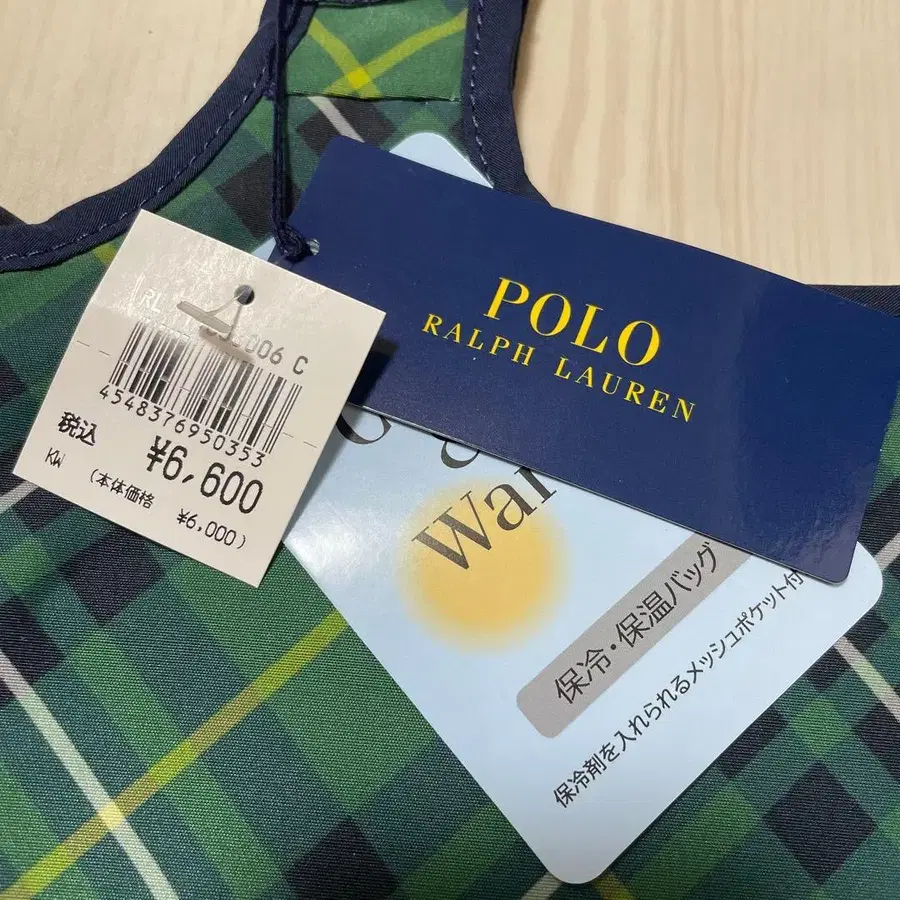 RL
006 C
4548376950353
税込 ¥6,600
KW (本体価格 ¥6,000)
POLO
RALPH LAUREN
保冷・保温バッグ
保冷剤を入れられるメッシュポケット付